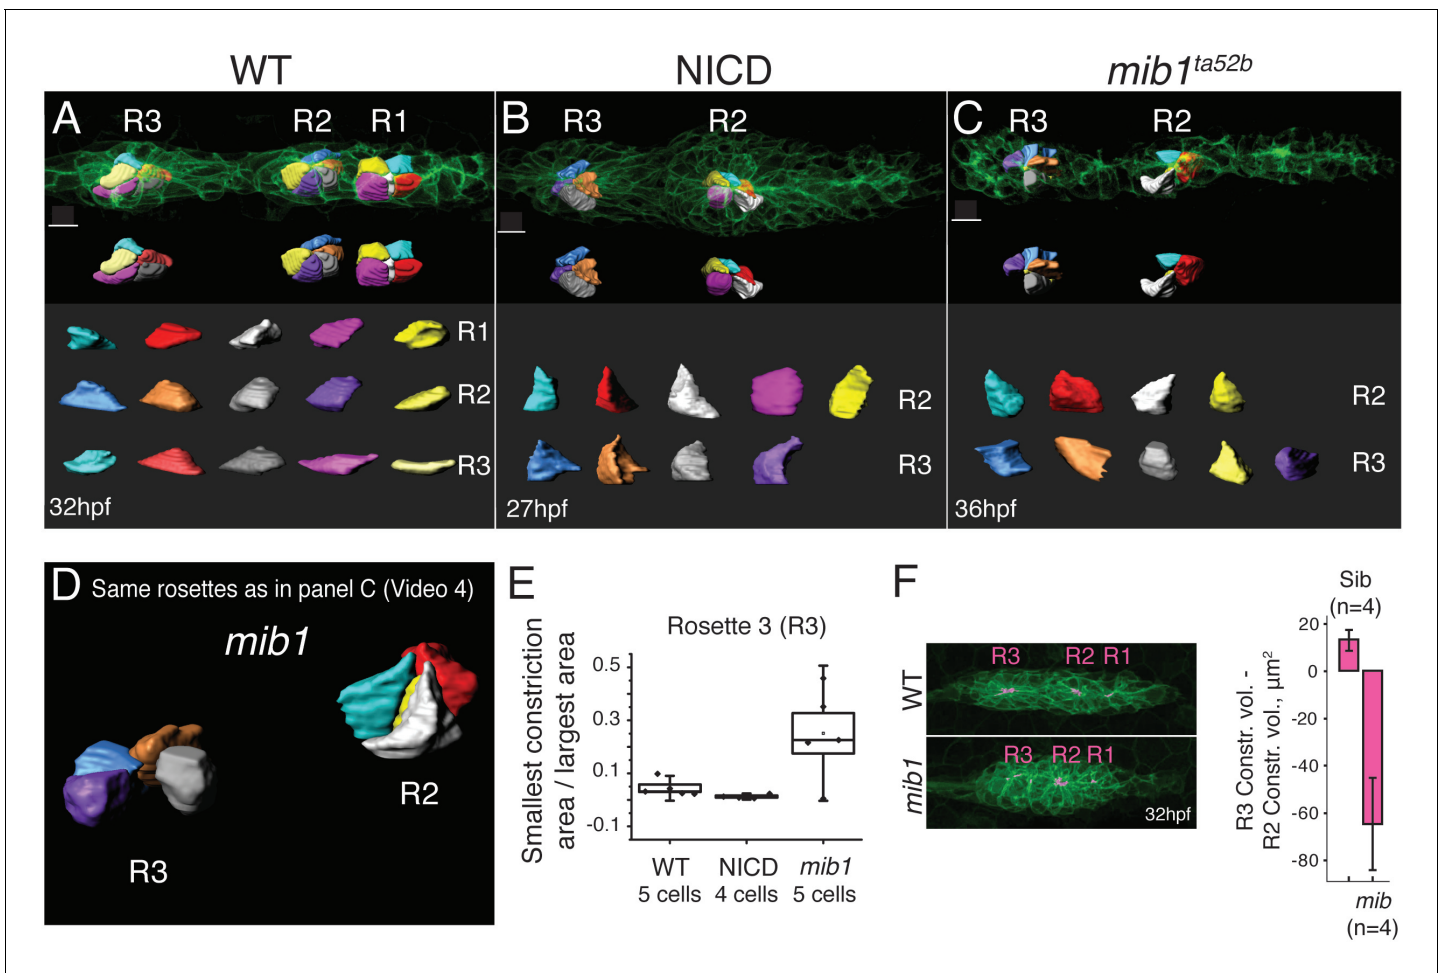 WT
NICD
mib1ta52b
A
R3
R2
R1
R1
R2
R3
32hpf
B
R3
R2
R2
R3
27hpf
C
R3
R2
R2
R3
36hpf
D
Same rosettes as in panel C (Video 4)
mib1
R3
R2
E
Rosette 3 (R3)
Smallest constriction
area / largest area
0.5
0.3
0.1
-0.1
WT
NICD
mib1
5 cells
4 cells
5 cells
F
WT
R3
R2
R1
mib1
R3
R2
R1
32hpf
Sib
(n=4)
R3 Constr. vol. -
R2 Constr. vol., µm2
20
0
-20
-40
-60
-80
mib
(n=4)